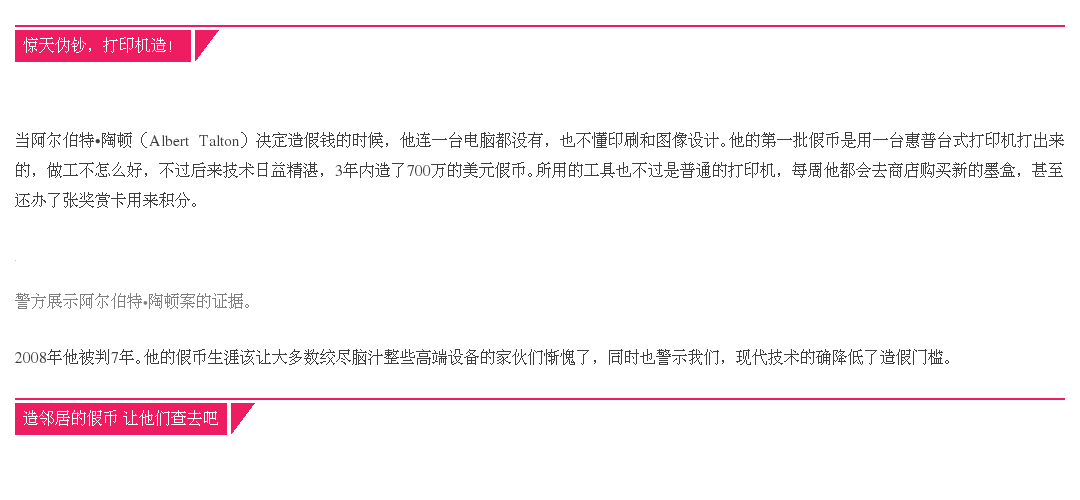 惊天伪钞，打印机造!
当阿尔伯特•陶顿（Albert Talton）决定造假钱的时候，他连一台电脑都没有，也不懂印刷和图像设计。他的第一批假币是用一台惠普台式打印机打出来
的，做工不怎么好，不过后来技术日益精湛，3年内造了700万的美元假币。所用的工具也不过是普通的打印机，每周他都会去商店购买新的墨盒，甚至
还办了张奖赏卡用来积分。
警方展示阿尔伯特•陶顿案的证据。
2008年他被判7年。他的假币生涯该让大多数绞尽脑汁整些高端设备的家伙们惭愧了，同时也警示我们，现代技术的确降低了造假门槛。
造邻居的假币 让他们查去吧